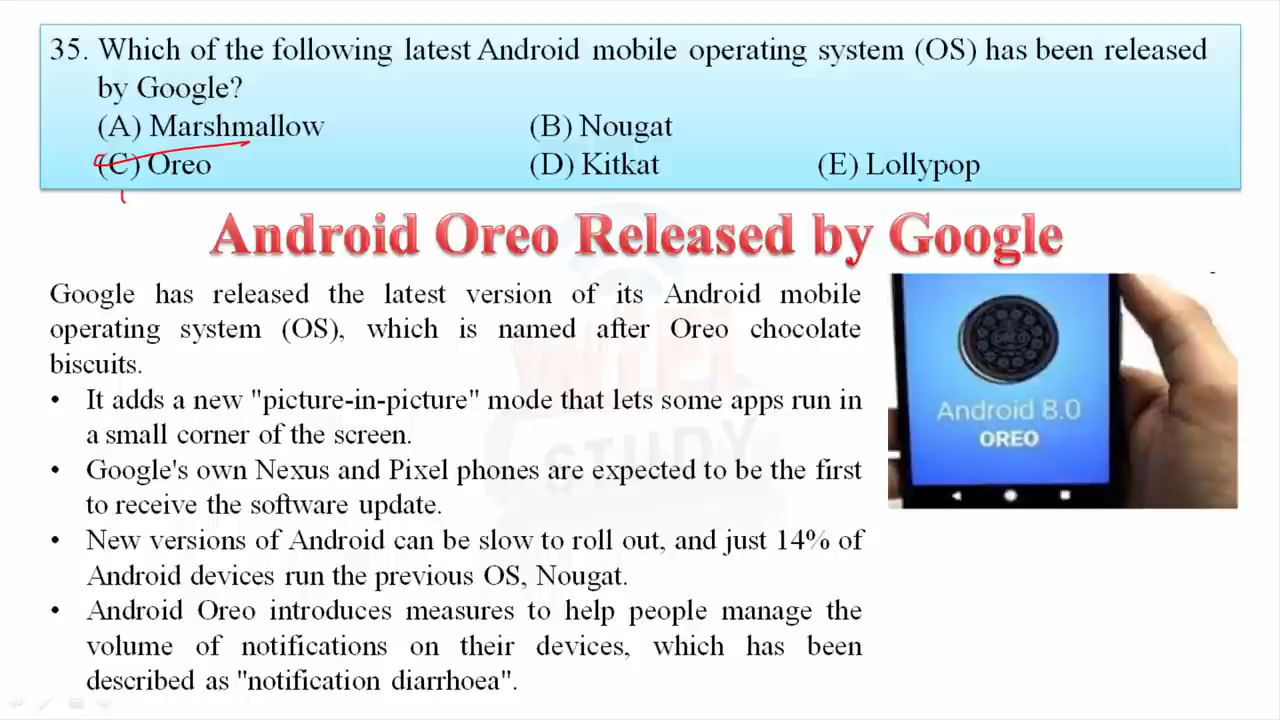 35. Which of the following latest Android mobile operating system (OS) has been released
by Google?
(A) Marshmallow (B) Nougat
(C) Oreo (D) Kitkat (E) Lollypop
Android Oreo Released by Google
Google has released the latest version of its Android mobile
operating system (OS), which is named after Oreo chocolate
biscuits.
• It adds a new "picture-in-picture" mode that lets some apps run in
a small corner of the screen.
• Google's own Nexus and Pixel phones are expected to be the first
to receive the software update.
• New versions of Android can be slow to roll out, and just 14% of
Android devices run the previous OS, Nougat.
• Android Oreo introduces measures to help people manage the
volume of notifications on their devices, which has been
described as "notification diarrhoea".
OREO
Android 8.0
OREO
wifi
STUDY